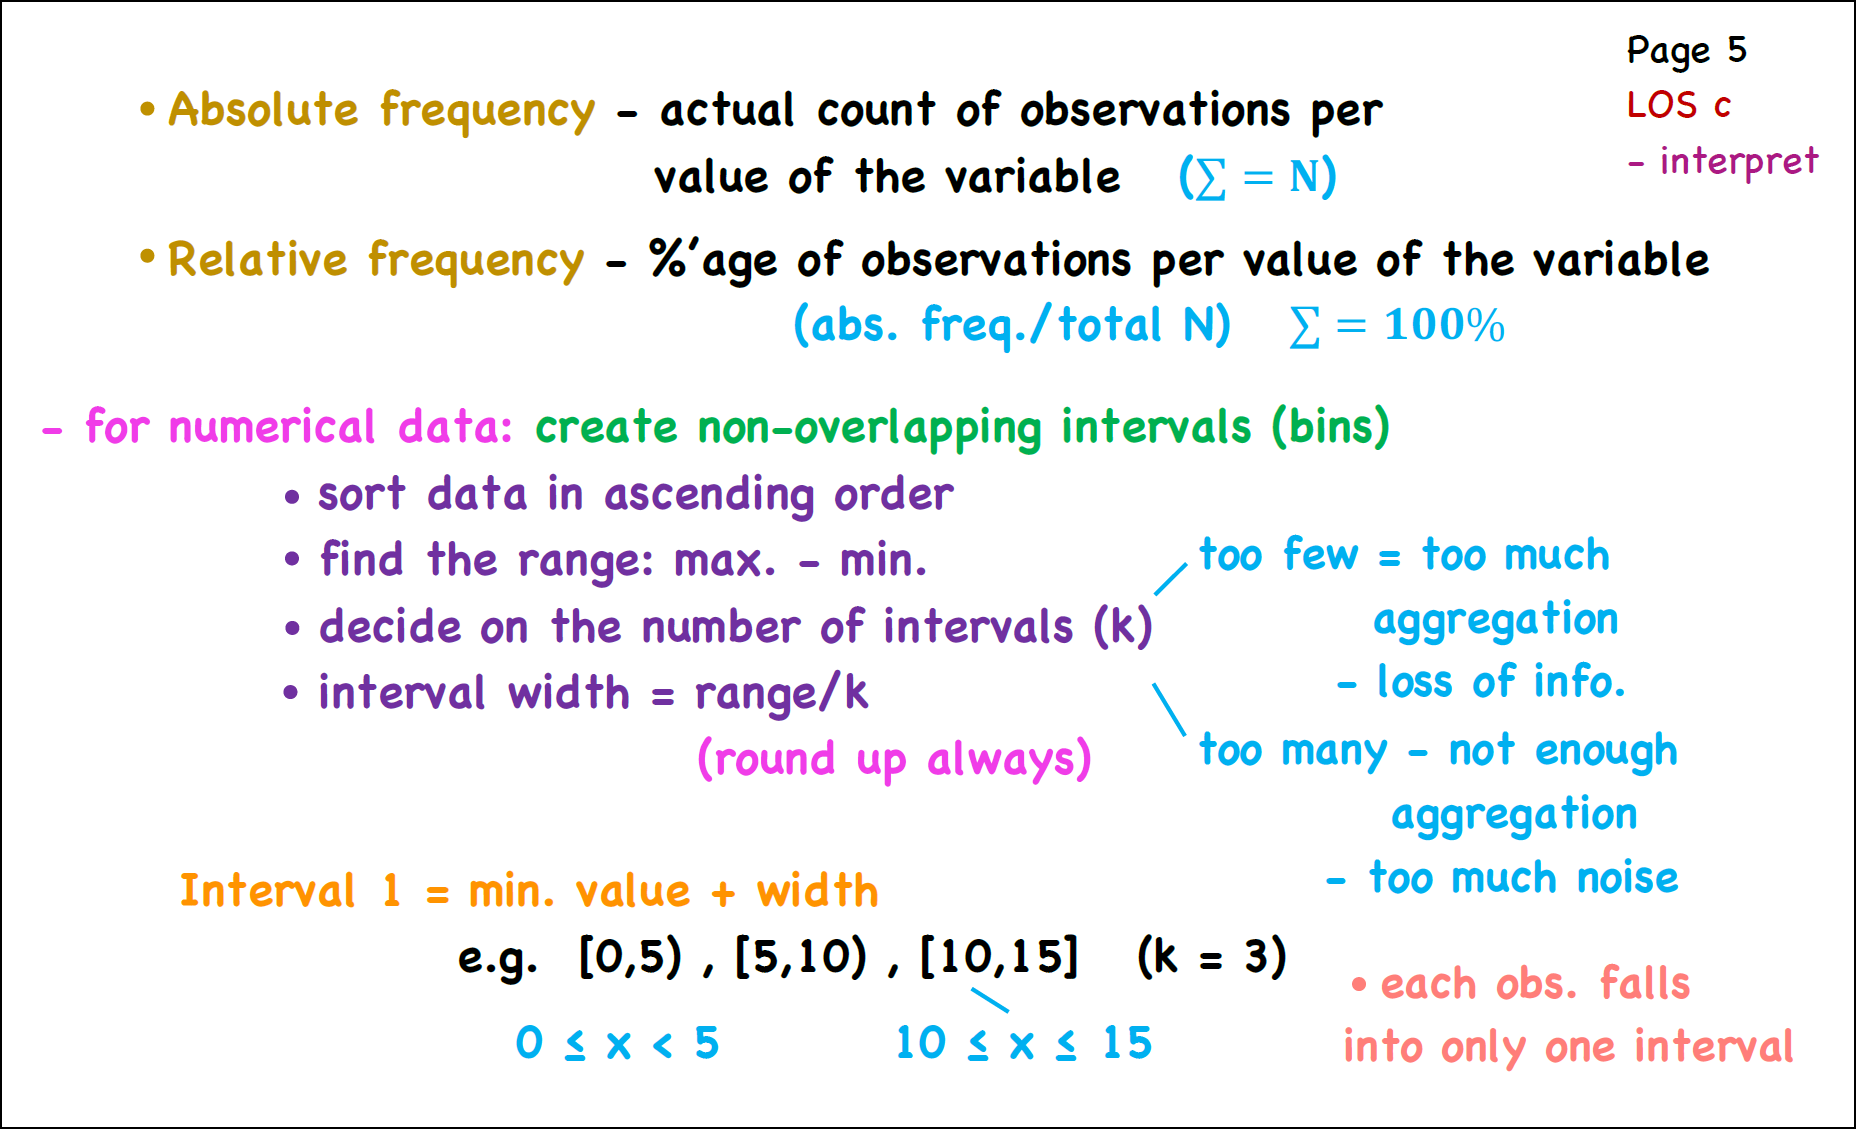 Page 5
LOS c
- interpret
• Absolute frequency - actual count of observations per
value of the variable (∑ = N)
• Relative frequency - %'age of observations per value of the variable
(abs. freq./total N) ∑ = 100%
- for numerical data: create non-overlapping intervals (bins)
• sort data in ascending order
• find the range: max. - min.
• decide on the number of intervals (k)
• interval width = range/k
(round up always)
too few = too much
aggregation
- loss of info.
too many - not enough
aggregation
- too much noise
Interval 1 = min. value + width
e.g. [0,5) , [5,10) , [10,15] (k = 3)
0 ≤ x < 5 10 ≤ x ≤ 15
• each obs. falls
into only one interval